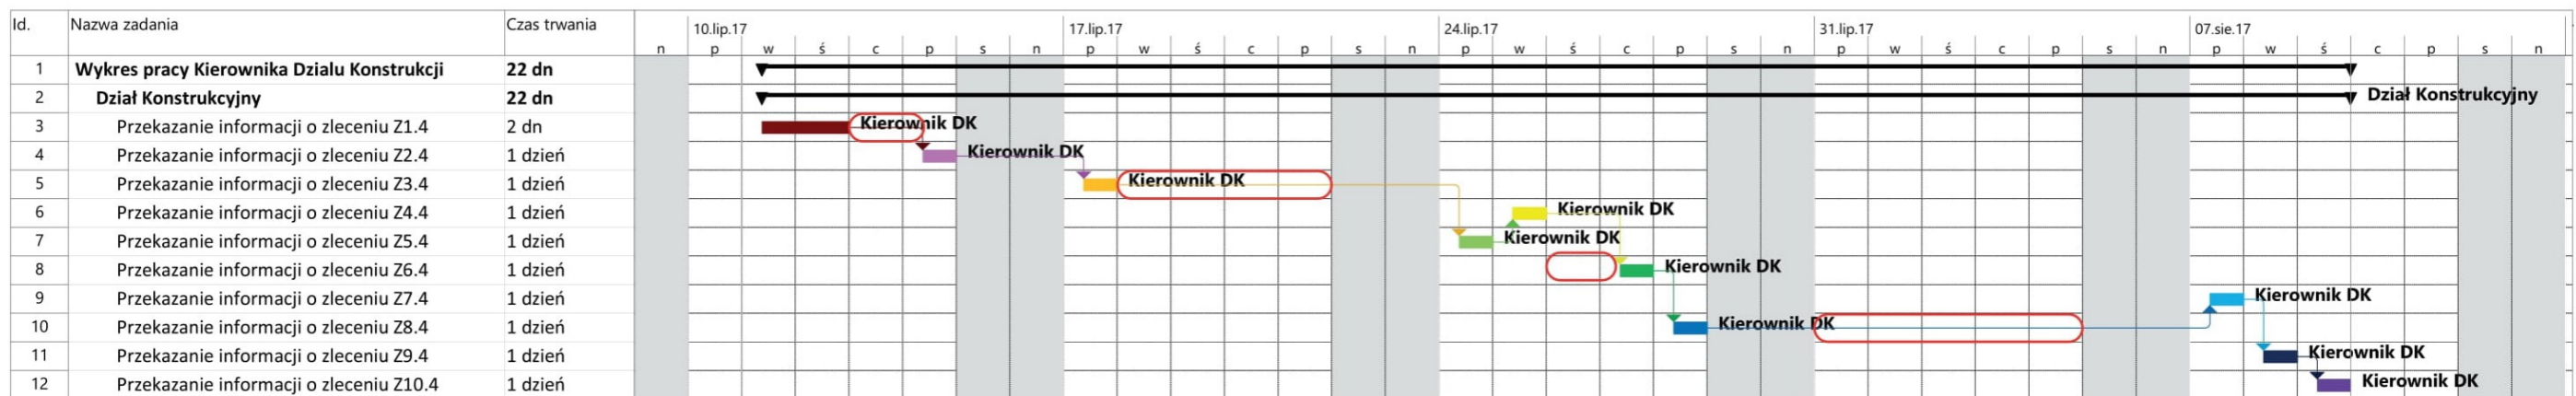 Id. Nazwa zadania Czas trwania 10.lip.17 17.lip.17 24.lip.17 31.lip.17 07.sie.17
n p w ś c p s n p w ś c p s n p w ś c p s n p w ś c p s n p w ś c p s n
1 Wykres pracy Kierownika Dzialu Konstrukcji 22 dn
2 Dział Konstrukcyjny 22 dn Dział Konstrukcyjny
3 Przekazanie informacji o zleceniu Z1.4 2 dn Kierownik DK
4 Przekazanie informacji o zleceniu Z2.4 1 dzień Kierownik DK
5 Przekazanie informacji o zleceniu Z3.4 1 dzień Kierownik DK
6 Przekazanie informacji o zleceniu Z4.4 1 dzień Kierownik DK
7 Przekazanie informacji o zleceniu Z5.4 1 dzień Kierownik DK
8 Przekazanie informacji o zleceniu Z6.4 1 dzień Kierownik DK
9 Przekazanie informacji o zleceniu Z7.4 1 dzień Kierownik DK
10 Przekazanie informacji o zleceniu Z8.4 1 dzień Kierownik DK
11 Przekazanie informacji o zleceniu Z9.4 1 dzień Kierownik DK
12 Przekazanie informacji o zleceniu Z10.4 1 dzień Kierownik DK